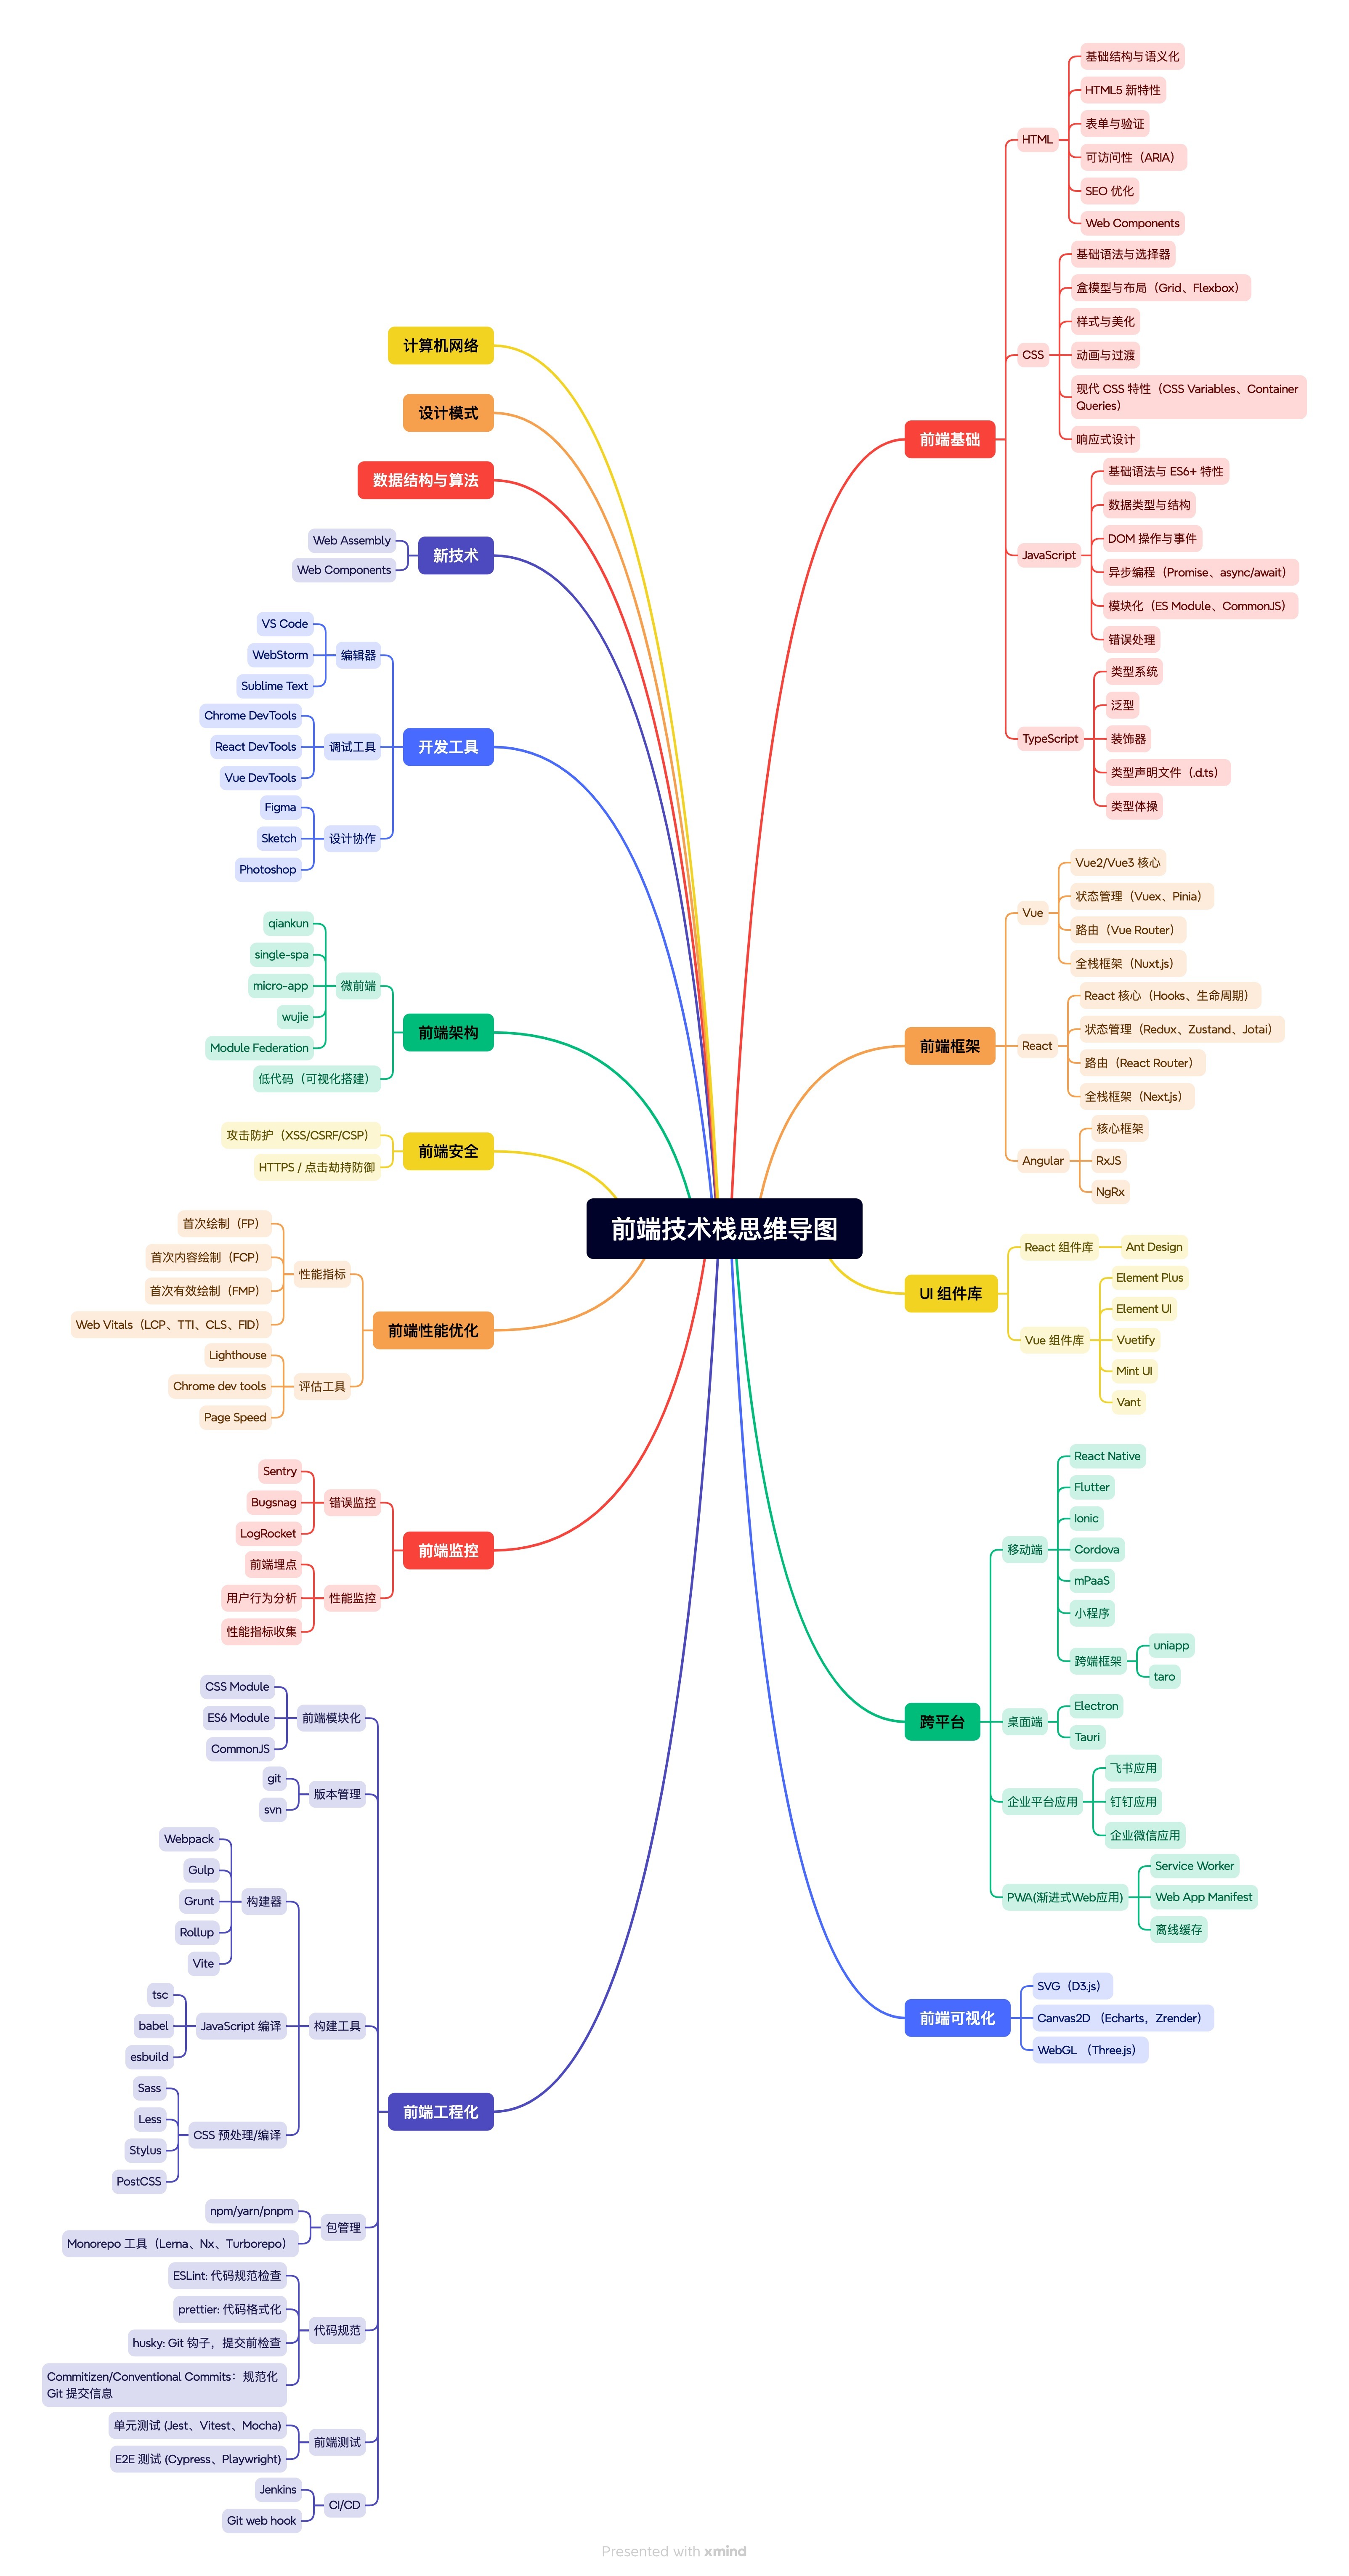 前端技术栈思维导图
前端基础
HTML
基础结构与语义化
HTML5 新特性
表单与验证
可访问性（ARIA）
SEO 优化
Web Components
CSS
基础语法与选择器
盒模型与布局（Grid、Flexbox）
样式与美化
动画与过渡
现代 CSS 特性（CSS Variables、Container
Queries）
响应式设计
JavaScript
基础语法与 ES6+ 特性
数据类型与结构
DOM 操作与事件
异步编程（Promise、async/await）
模块化（ES Module、CommonJS）
错误处理
TypeScript
类型系统
泛型
装饰器
类型声明文件（.d.ts）
类型体操
前端框架
Vue
Vue2/Vue3 核心
状态管理（Vuex、Pinia）
路由（Vue Router）
全栈框架（Nuxt.js）
React
React 核心（Hooks、生命周期）
状态管理（Redux、Zustand、Jotai）
路由（React Router）
全栈框架（Next.js）
Angular
核心框架
RxJS
NgRx
UI 组件库
React 组件库
Ant Design
Vue 组件库
Element Plus
Element UI
Vuetify
Mint UI
Vant
跨平台
移动端
React Native
Flutter
Ionic
Cordova
mPaaS
小程序
跨端框架
uniapp
taro
桌面端
Electron
Tauri
企业平台应用
飞书应用
钉钉应用
企业微信应用
PWA(渐进式Web应用)
Service Worker
Web App Manifest
离线缓存
前端可视化
SVG（D3.js）
Canvas2D （Echarts，Zrender）
WebGL （Three.js）
计算机网络
设计模式
数据结构与算法
新技术
Web Assembly
Web Components
开发工具
编辑器
VS Code
WebStorm
Sublime Text
调试工具
Chrome DevTools
React DevTools
Vue DevTools
设计协作
Figma
Sketch
Photoshop
前端架构
微前端
qiankun
single-spa
micro-app
wujie
Module Federation
低代码（可视化搭建）
前端安全
攻击防护（XSS/CSRF/CSP）
HTTPS / 点击劫持防御
前端性能优化
性能指标
首次绘制（FP）
首次内容绘制（FCP）
首次有效绘制（FMP）
Web Vitals（LCP、TTI、CLS、FID）
评估工具
Lighthouse
Chrome dev tools
Page Speed
前端监控
错误监控
Sentry
Bugsnag
LogRocket
性能监控
前端埋点
用户行为分析
性能指标收集
前端工程化
前端模块化
CSS Module
ES6 Module
CommonJS
版本管理
git
svn
构建工具
构建器
Webpack
Gulp
Grunt
Rollup
Vite
JavaScript 编译
tsc
babel
esbuild
CSS 预处理/编译
Sass
Less
Stylus
PostCSS
包管理
npm/yarn/pnpm
Monorepo 工具（Lerna、Nx、Turborepo）
代码规范
ESLint: 代码规范检查
prettier: 代码格式化
husky: Git 钩子，提交前检查
Commitizen/Conventional Commits：规范化
Git 提交信息
前端测试
单元测试 (Jest、Vitest、Mocha)
E2E 测试 (Cypress、Playwright)
CI/CD
Jenkins
Git web hook
Presented with xmind